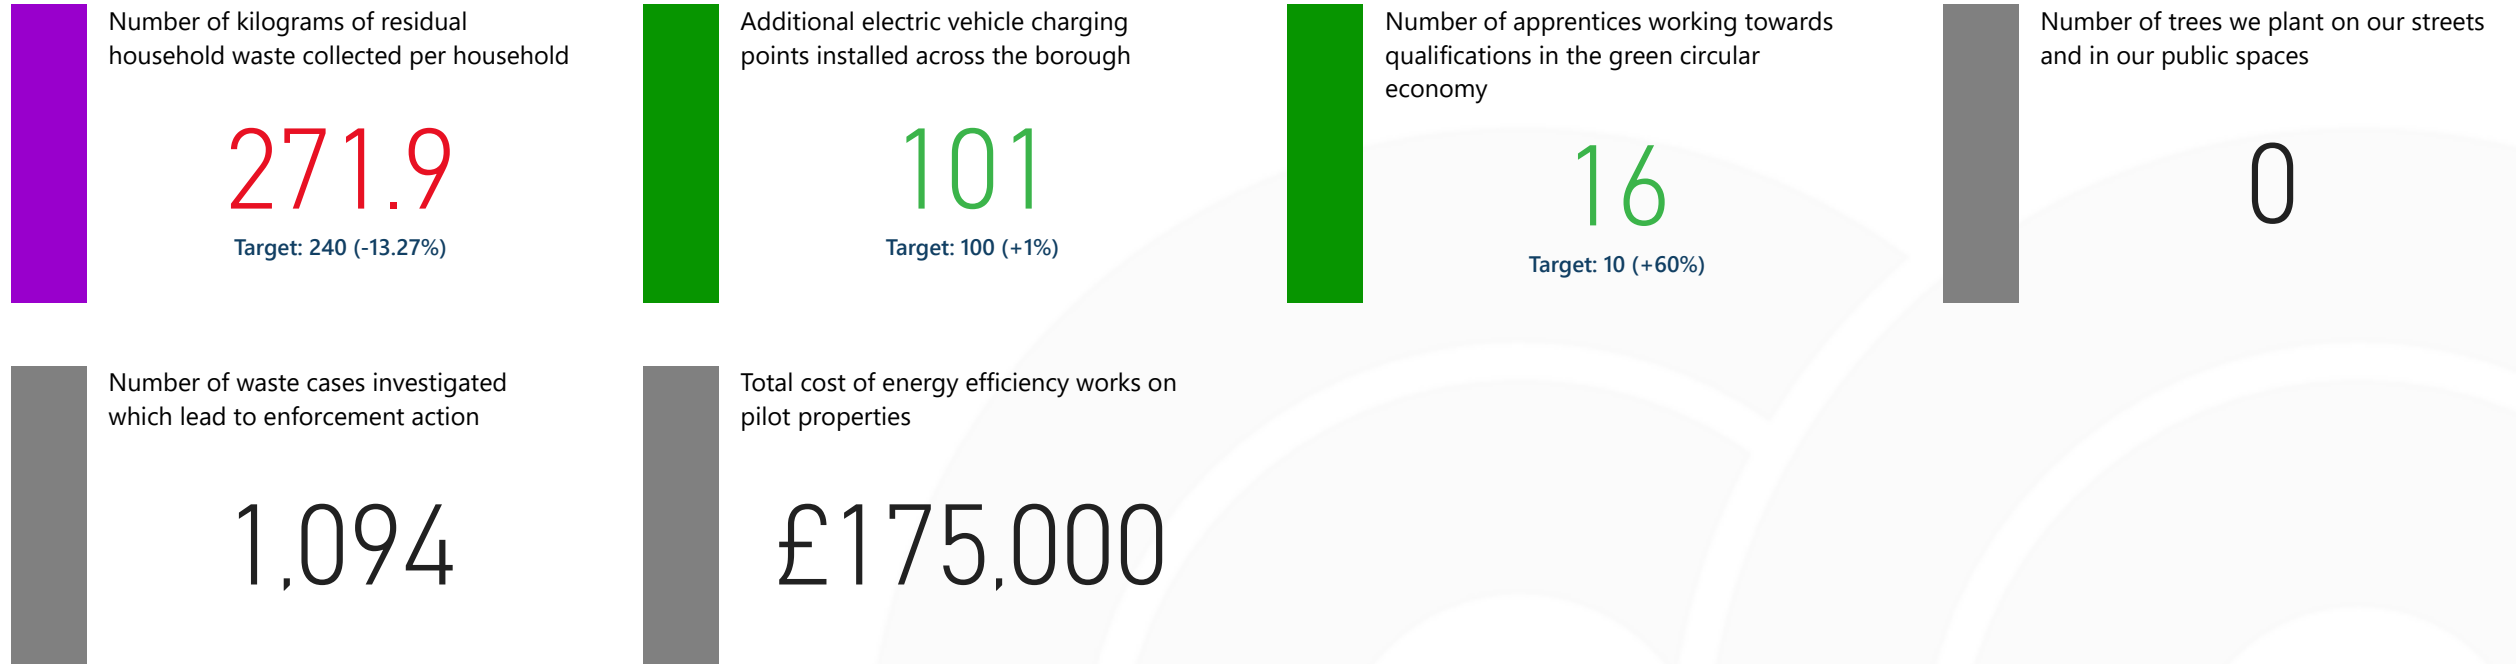 Number of kilograms of residual
household waste collected per household
271.9
Target: 240 (-13.27%)
Additional electric vehicle charging
points installed across the borough
101
Target: 100 (+1%)
Number of apprentices working towards
qualifications in the green circular
economy
16
Target: 10 (+60%)
Number of trees we plant on our streets
and in our public spaces
0
Number of waste cases investigated
which lead to enforcement action
1,094
Total cost of energy efficiency works on
pilot properties
£175,000